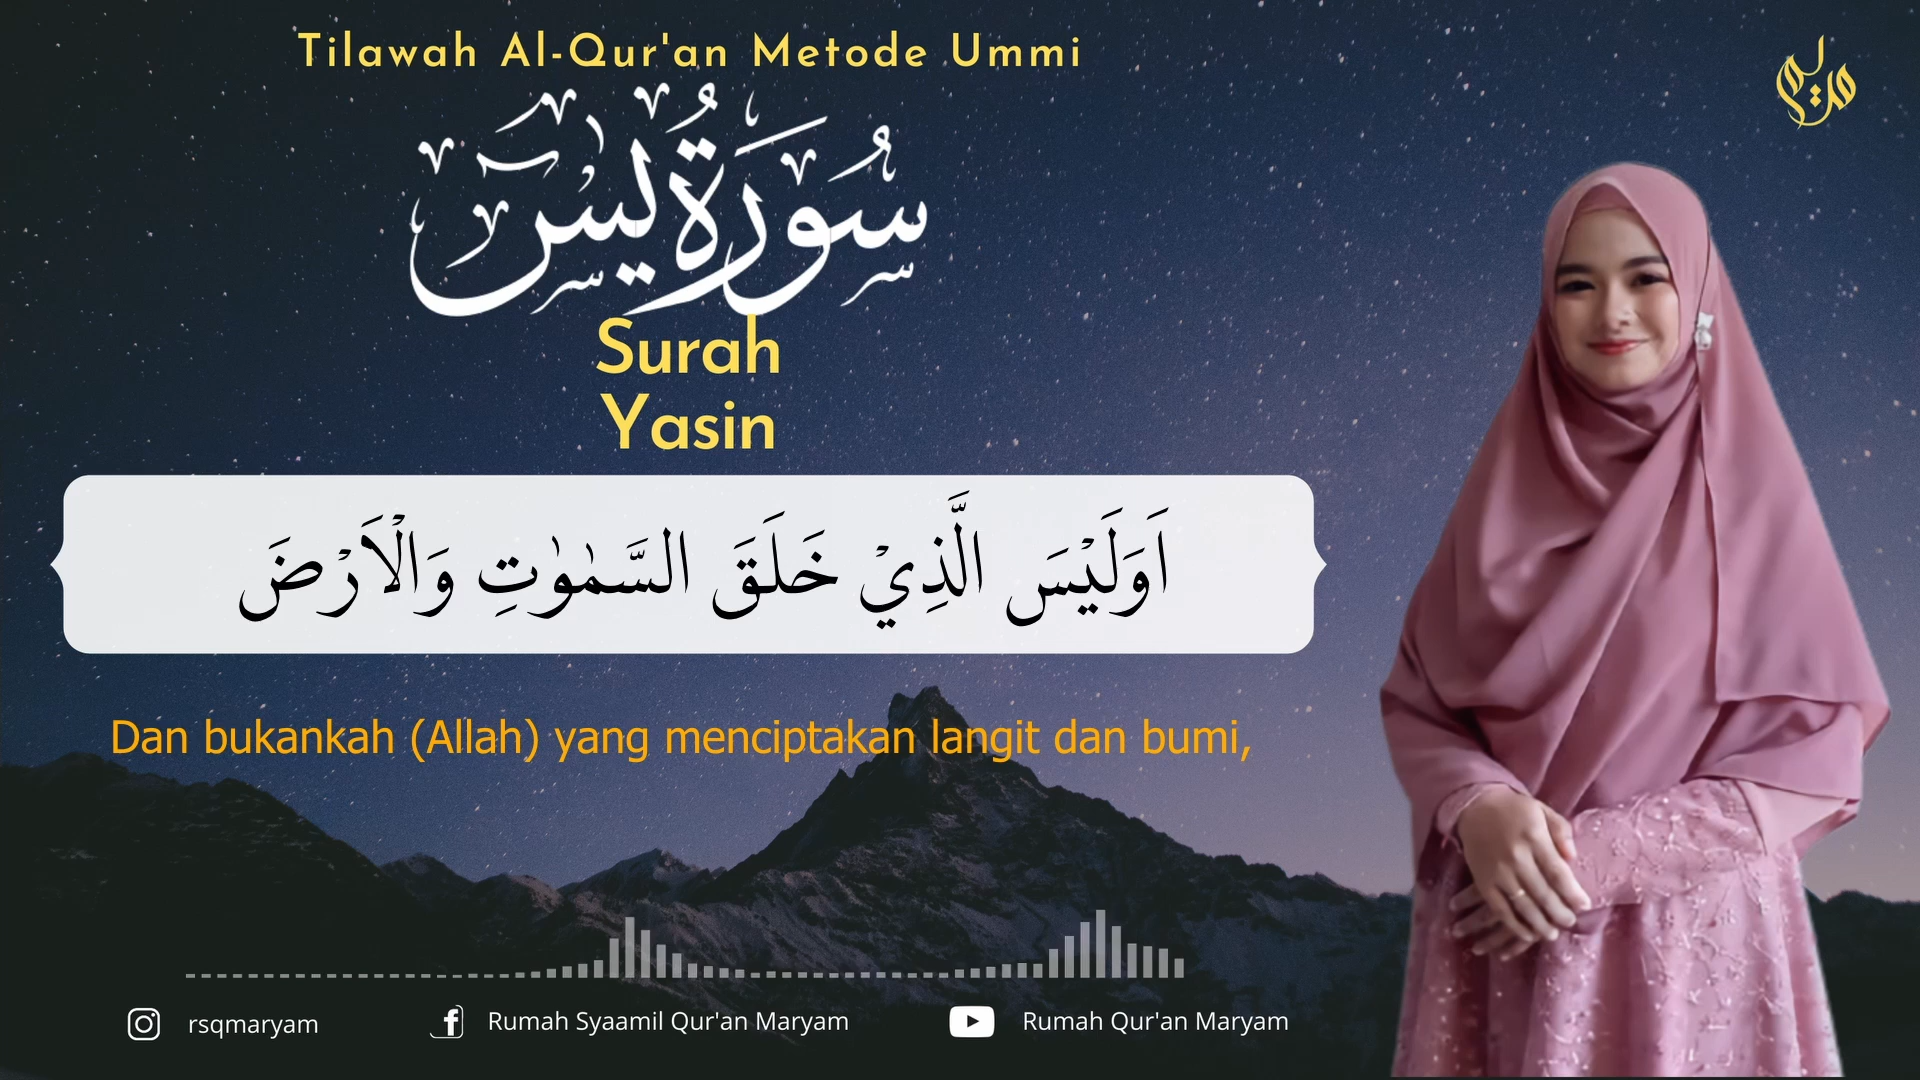 Tilawah Al-Qur'an Metode Ummi
مريم
سُوْرَةُ يٰسٓ
Surah
Yasin
اَوَلَيْسَ الَّذِيْ خَلَقَ السَّمٰوٰتِ وَالْاَرْضَ
Dan bukankah (Allah) yang menciptakan langit dan bumi,
rsqmaryam
Rumah Syaamil Qur'an Maryam
Rumah Qur'an Maryam